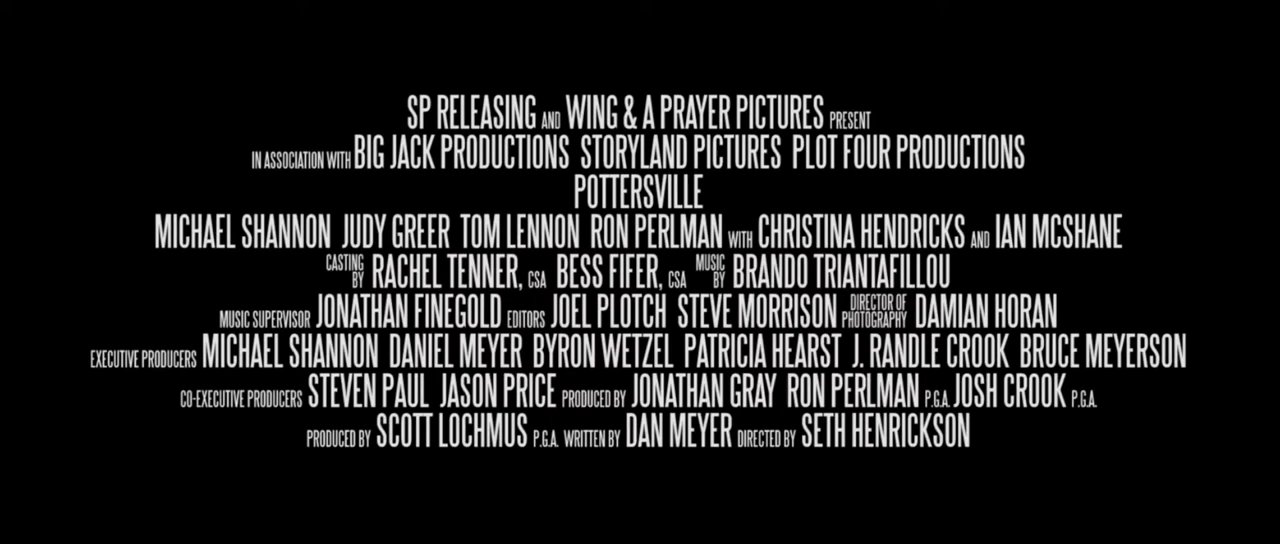 SP RELEASING AND WING & A PRAYER PICTURES PRESENT
IN ASSOCIATION WITH BIG JACK PRODUCTIONS STORYLAND PICTURES PLOT FOUR PRODUCTIONS
POTTERSVILLE
MICHAEL SHANNON JUDY GREER TOM LENNON RON PERLMAN WITH CHRISTINA HENDRICKS AND IAN MCSHANE
CASTING BY RACHEL TENNER, CSA BESS FIFER, CSA MUSIC BY BRANDO TRIANTAFILLOU
MUSIC SUPERVISOR JONATHAN FINEGOLD EDITORS JOEL PLOTCH STEVE MORRISON DIRECTOR OF PHOTOGRAPHY DAMIAN HORAN
EXECUTIVE PRODUCERS MICHAEL SHANNON DANIEL MEYER BYRON WETZEL PATRICIA HEARST J. RANDLE CROOK BRUCE MEYERSON
CO-EXECUTIVE PRODUCERS STEVEN PAUL JASON PRICE PRODUCED BY JONATHAN GRAY RON PERLMAN P.G.A. JOSH CROOK P.G.A.
PRODUCED BY SCOTT LOCHMUS P.G.A. WRITTEN BY DAN MEYER DIRECTED BY SETH HENRICKSON